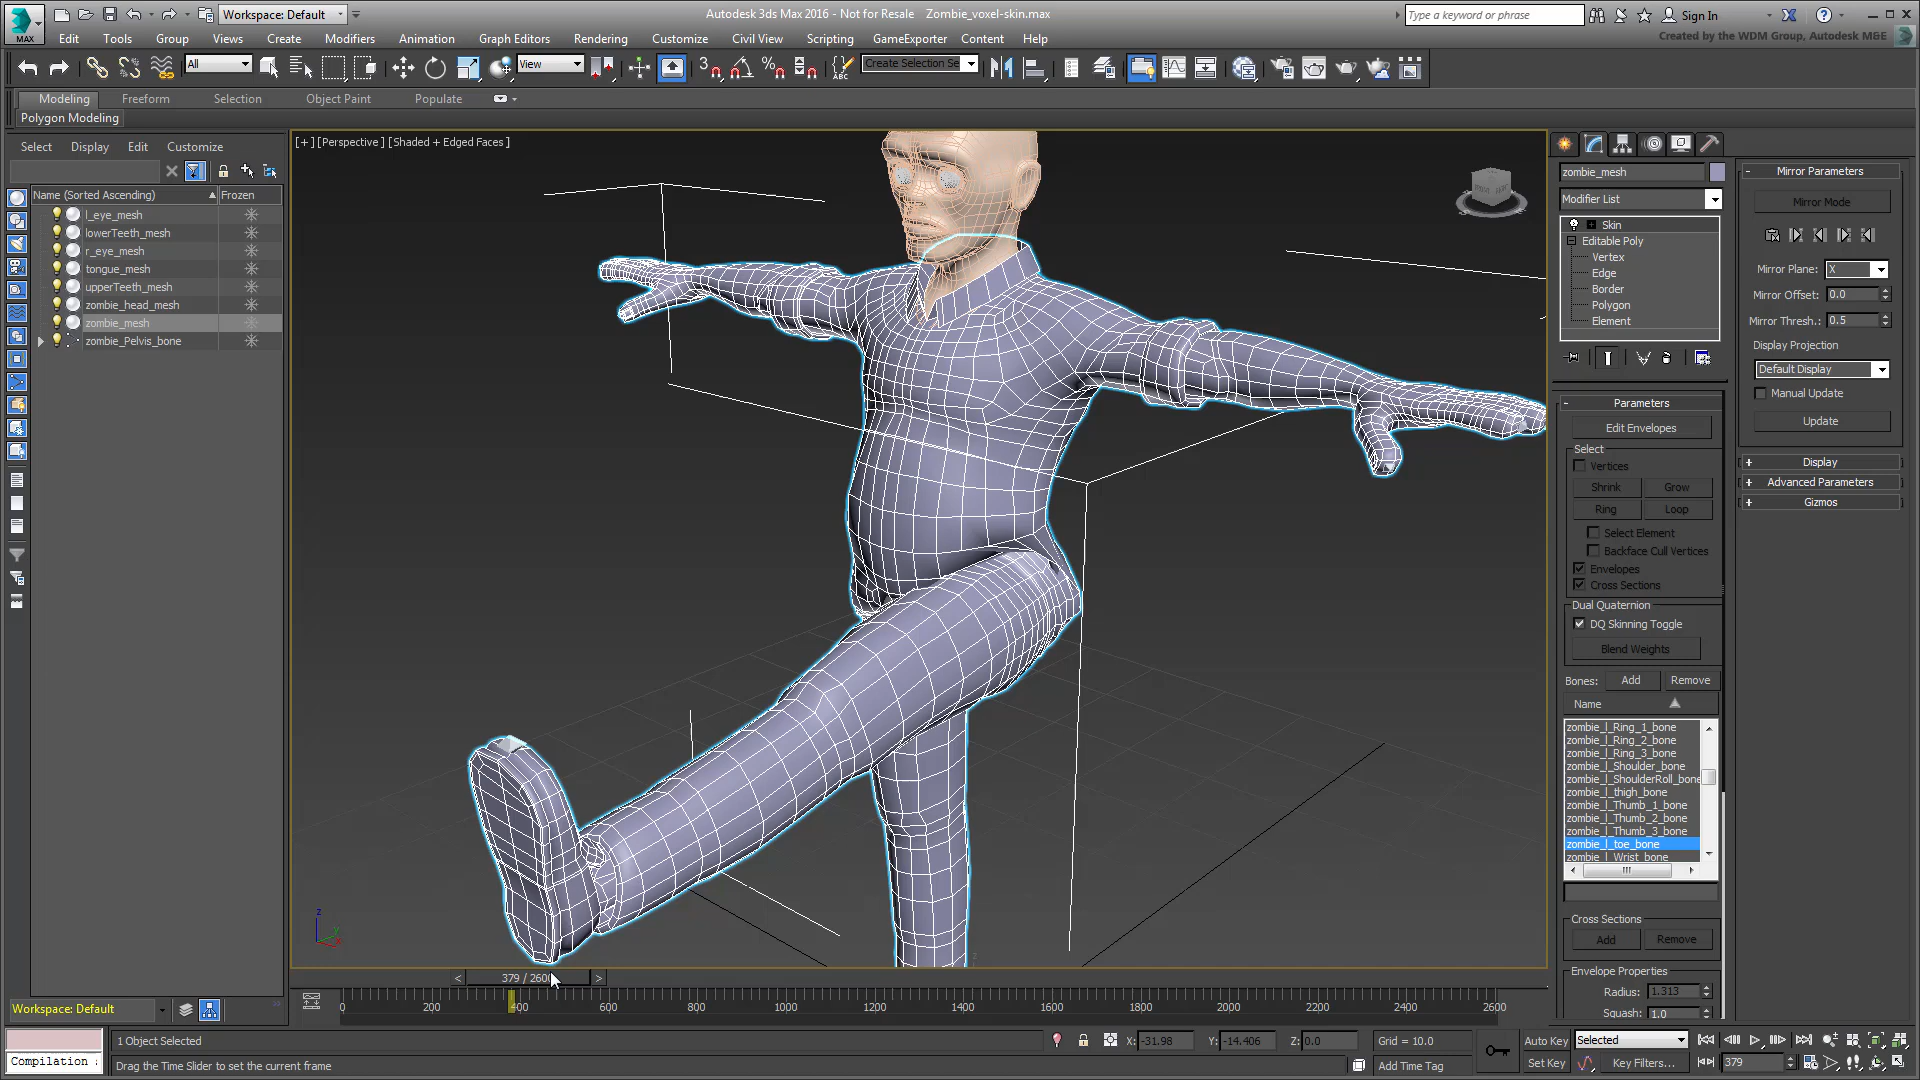 Workspace: Default
Autodesk 3ds Max 2016 - Not for Resale Zombie_voxel-skin.max
Type a keyword or phrase
Sign In
MAX
Edit Tools Group Views Create Modifiers Animation Graph Editors Rendering Customize Civil View Scripting GameExporter Content Help
Created by the WDM Group, Autodesk M&E
All
View
3
ABC
Create Selection Se
Modeling Freeform Selection Object Paint Populate
Polygon Modeling
Select Display Edit Customize
Name (Sorted Ascending) Frozen
l_eye_mesh
lowerTeeth_mesh
r_eye_mesh
tongue_mesh
upperTeeth_mesh
zombie_head_mesh
zombie_mesh
zombie_Pelvis_bone
[+] [Perspective] [Shaded + Edged Faces]
zombie_mesh
Modifier List
Skin
Editable Poly
Vertex
Edge
Border
Polygon
Element
Parameters
Edit Envelopes
Select
Vertices
Shrink Grow
Ring Loop
Select Element
Backface Cull Vertices
Envelopes
Cross Sections
Dual Quaternion
DQ Skinning Toggle
Blend Weights
Bones: Add Remove
Name
zombie_l_Ring_1_bone
zombie_l_Ring_2_bone
zombie_l_Ring_3_bone
zombie_l_Shoulder_bone
zombie_l_ShoulderRoll_bone
zombie_l_thigh_bone
zombie_l_Thumb_1_bone
zombie_l_Thumb_2_bone
zombie_l_Thumb_3_bone
zombie_l_toe_bone
zombie_l_Wrist_bone
Cross Sections
Add Remove
Envelope Properties
Radius: 1.313
Squash: 1.0
Mirror Parameters
Mirror Mode
Mirror Plane: X
Mirror Offset: 0.0
Mirror Thresh.: 0.5
Display Projection
Default Display
Manual Update
Update
Display
Advanced Parameters
Gizmos
z
y
x
< 379 / 2600 >
0 200 400 600 800 1000 1200 1400 1600 1800 2000 2200 2400 2600
Workspace: Default
Compilation
1 Object Selected
Drag the Time Slider to set the current frame
X: -31.98 Y: -14.406 Z: 0.0
Grid = 10.0
Add Time Tag
Auto Key Selected
Set Key Key Filters...
379